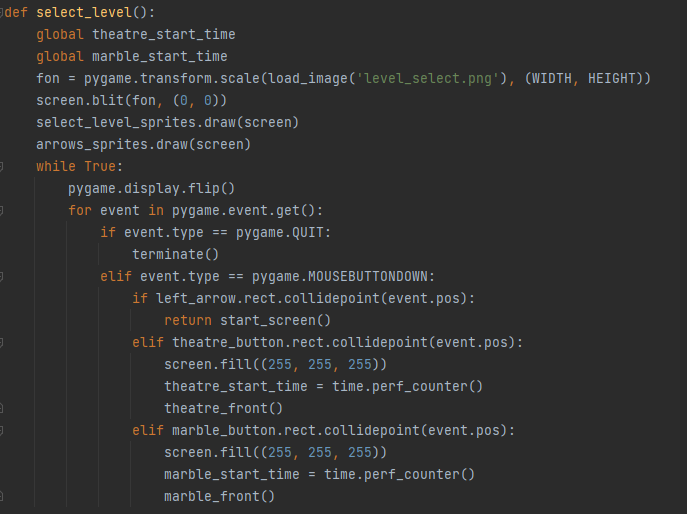 def select_level():
    global theatre_start_time
    global marble_start_time
    fon = pygame.transform.scale(load_image('level_select.png'), (WIDTH, HEIGHT))
    screen.blit(fon, (0, 0))
    select_level_sprites.draw(screen)
    arrows_sprites.draw(screen)
    while True:
        pygame.display.flip()
        for event in pygame.event.get():
            if event.type == pygame.QUIT:
                terminate()
            elif event.type == pygame.MOUSEBUTTONDOWN:
                if left_arrow.rect.collidepoint(event.pos):
                    return start_screen()
                elif theatre_button.rect.collidepoint(event.pos):
                    screen.fill((255, 255, 255))
                    theatre_start_time = time.perf_counter()
                    theatre_front()
                elif marble_button.rect.collidepoint(event.pos):
                    screen.fill((255, 255, 255))
                    marble_start_time = time.perf_counter()
                    marble_front()